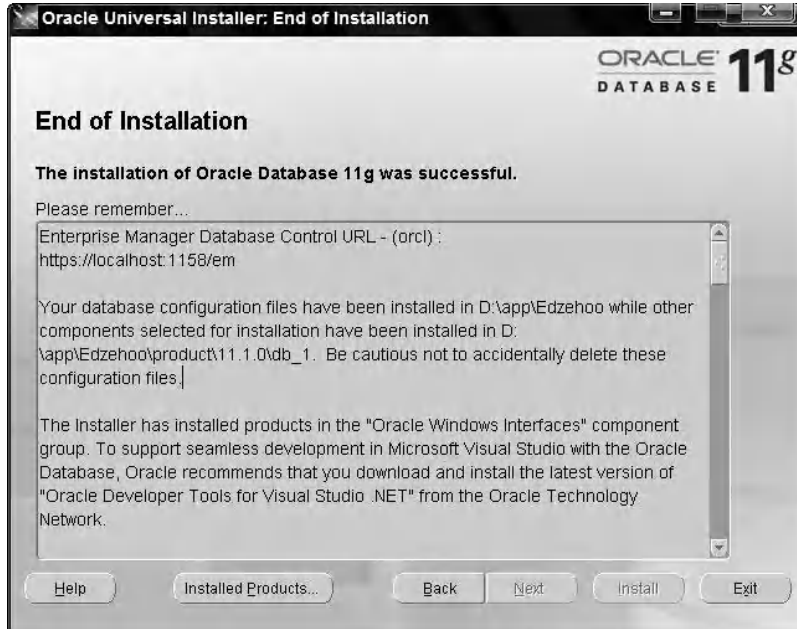 Oracle Universal Installer: End of Installation
ORACLE
DATABASE 11g
End of Installation
The installation of Oracle Database 11g was successful.
Please remember...
Enterprise Manager Database Control URL - (orcl) :
https://localhost:1158/em
Your database configuration files have been installed in D:\app\Edzehoo while other
components selected for installation have been installed in D:
\app\Edzehoo\product\11.1.0\db_1. Be cautious not to accidentally delete these
configuration files.
The Installer has installed products in the "Oracle Windows Interfaces" component
group. To support seamless development in Microsoft Visual Studio with the Oracle
Database, Oracle recommends that you download and install the latest version of
"Oracle Developer Tools for Visual Studio .NET" from the Oracle Technology
Network.
Help Installed Products... Back Next Install Exit